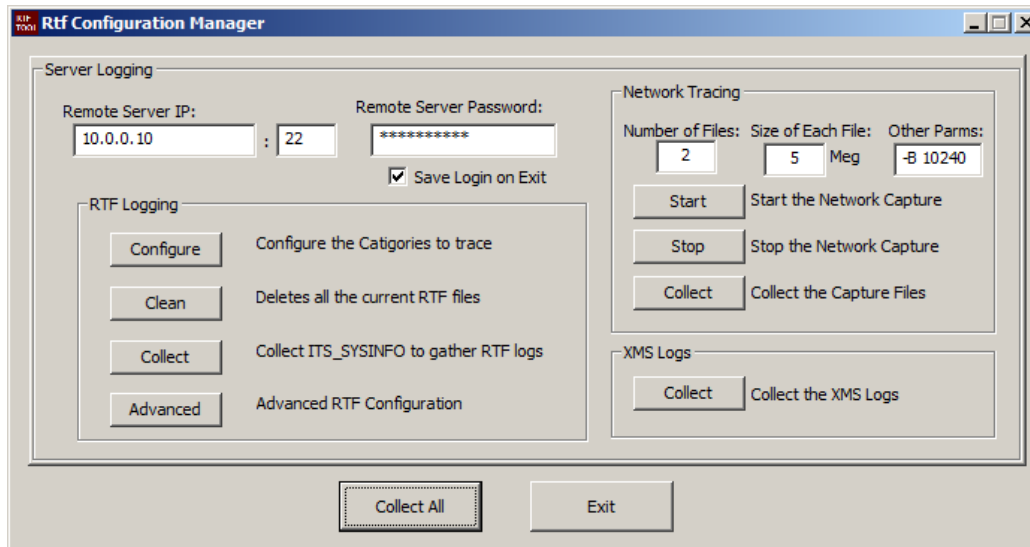 RTF TOOL Rtf Configuration Manager
Server Logging
Remote Server IP:
10.0.0.10 : 22
Remote Server Password:
**********
Save Login on Exit
RTF Logging
Configure Configure the Catigories to trace
Clean Deletes all the current RTF files
Collect Collect ITS_SYSINFO to gather RTF logs
Advanced Advanced RTF Configuration
Network Tracing
Number of Files: Size of Each File: Other Parms:
2 5 Meg -B 10240
Start Start the Network Capture
Stop Stop the Network Capture
Collect Collect the Capture Files
XMS Logs
Collect Collect the XMS Logs
Collect All Exit